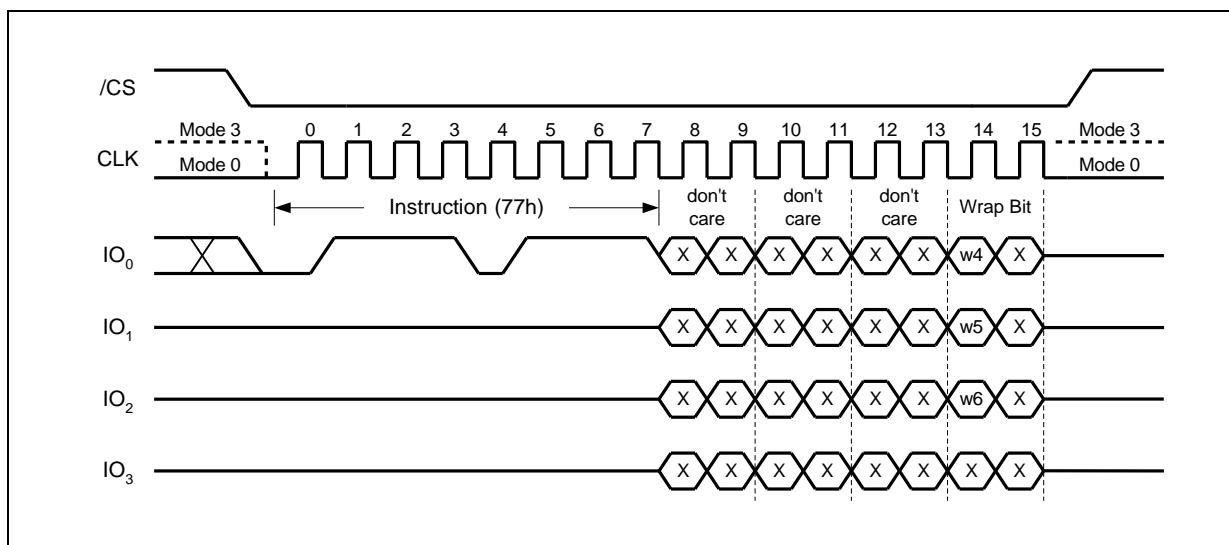 /CS
Mode 3 0 1 2 3 4 5 6 7 8 9 10 11 12 13 14 15 Mode 3
CLK Mode 0 Mode 0
Instruction (77h) don't care don't care don't care Wrap Bit
IO0 X X X X X X w4 X
IO1 X X X X X X w5 X
IO2 X X X X X X w6 X
IO3 X X X X X X X X